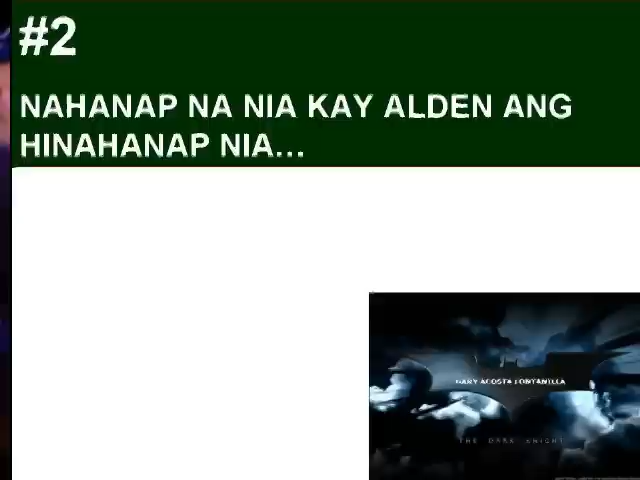 #2
NAHANAP NA NIA KAY ALDEN ANG
HINAHANAP NIA...
GARY ACOSTA FONTANILLA
THE DARK KNIGHT